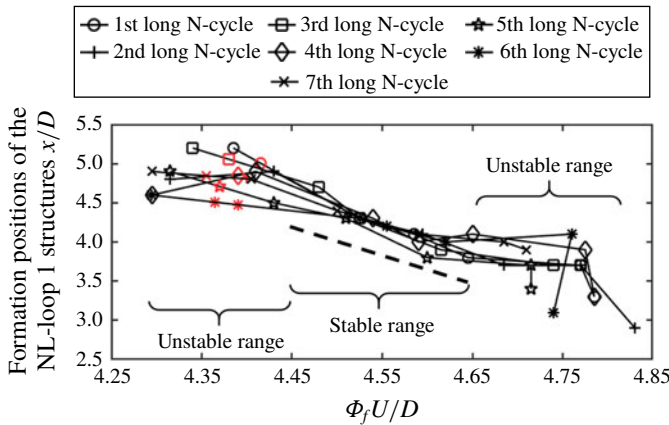 1st long N-cycle 3rd long N-cycle 5th long N-cycle
2nd long N-cycle 4th long N-cycle 6th long N-cycle
7th long N-cycle
Formation positions of the
NL-loop 1 structures x/D
5.5
5.0
4.5
4.0
3.5
3.0
2.5
Unstable range
Unstable range
Stable range
4.25 4.35 4.45 4.55 4.65 4.75 4.85
Φ_f U/D